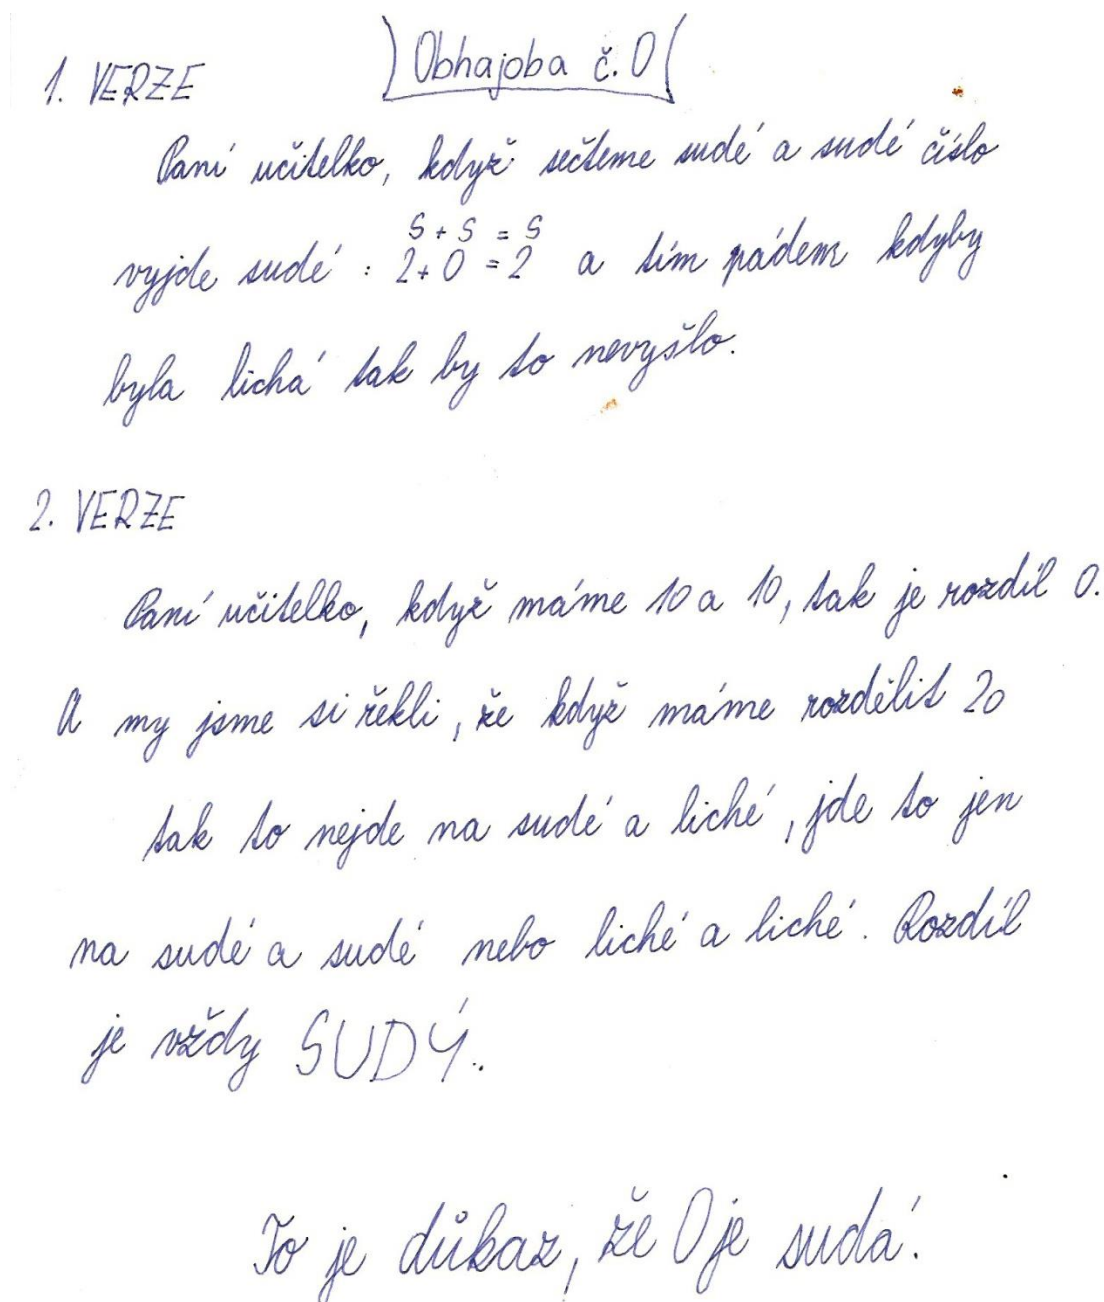 Obhajoba č. 0
1. VERZE
Paní učitelko, když sečteme sudé a sudé číslo
S + S = S
vyjde sudé : 2 + 0 = 2 a tím pádem kdyby
byla lichá tak by to nevyšlo.
2. VERZE
Paní učitelko, když máme 10 a 10, tak je rozdíl 0.
A my jsme si řekli, že když máme rozdělit 20
tak to nejde na sudé a liché, jde to jen
na sudé a sudé nebo liché a liché. Rozdíl
je vždy SUDÝ.
To je důkaz, že 0 je sudá.